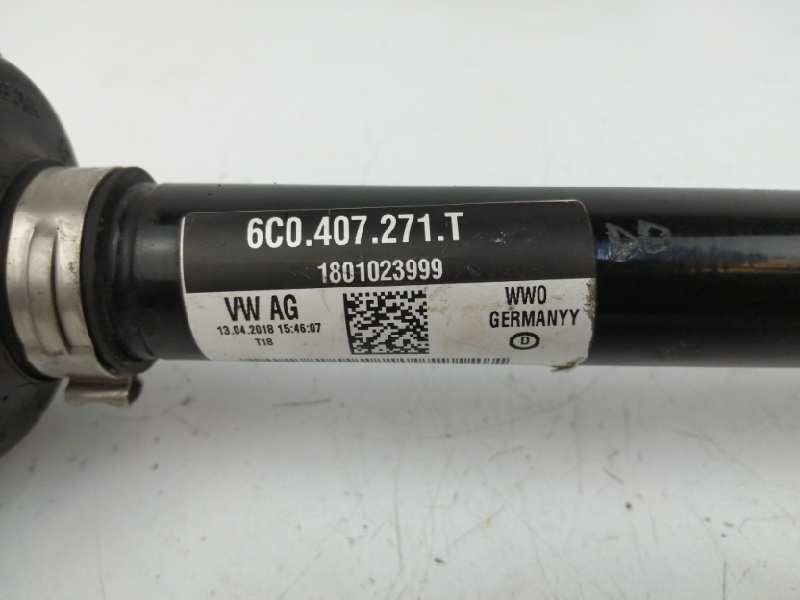 6C0.407.271.T
1801023999
VW AG
13.04.2018 15:46:07
T18
WWO
GERMANYY
D